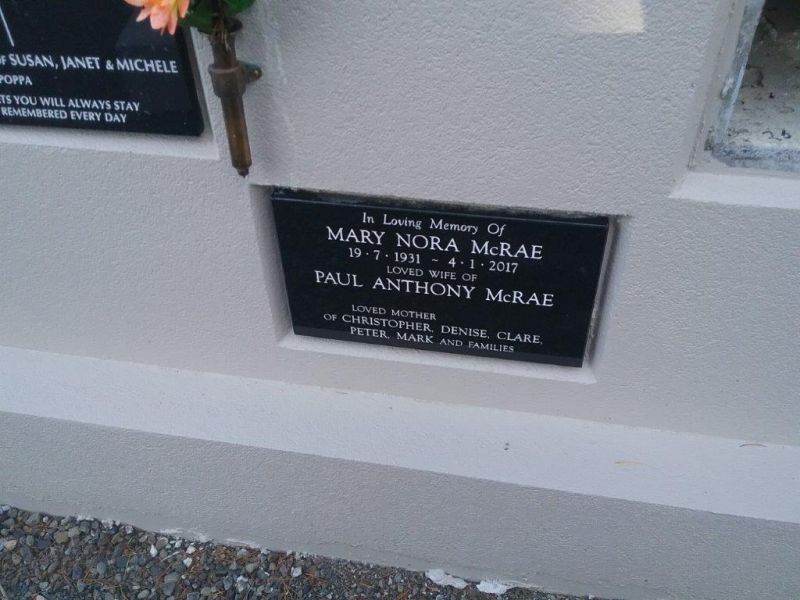 OF SUSAN, JANET & MICHELE
POPPA
YOU WILL ALWAYS STAY
REMEMBERED EVERY DAY
In Loving Memory Of
MARY NORA McRAE
19·7·1931 ~ 4·1·2017
LOVED WIFE OF
PAUL ANTHONY McRAE
LOVED MOTHER
OF CHRISTOPHER, DENISE, CLARE,
PETER, MARK AND FAMILIES